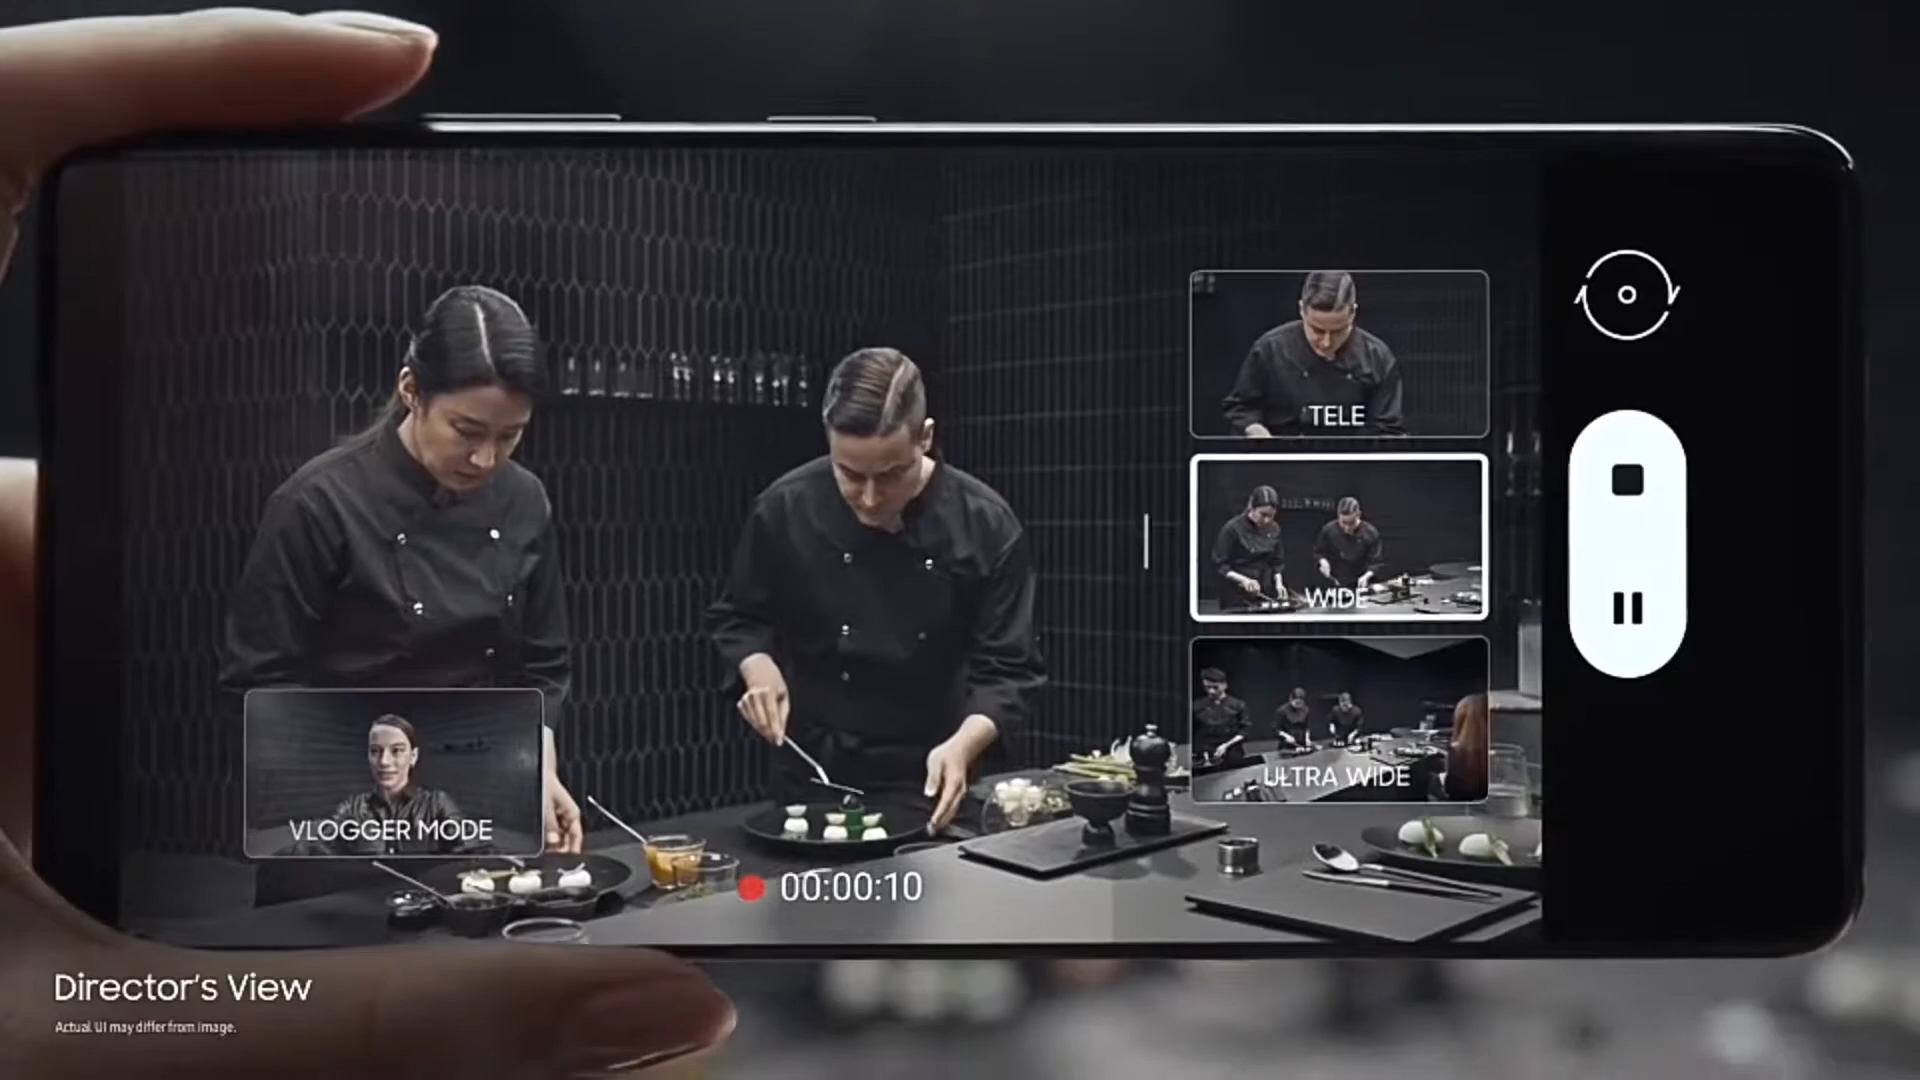 TELE
WIDE
ULTRA WIDE
VLOGGER MODE
00:00:10
Director's View
Actual UI may differ from image.